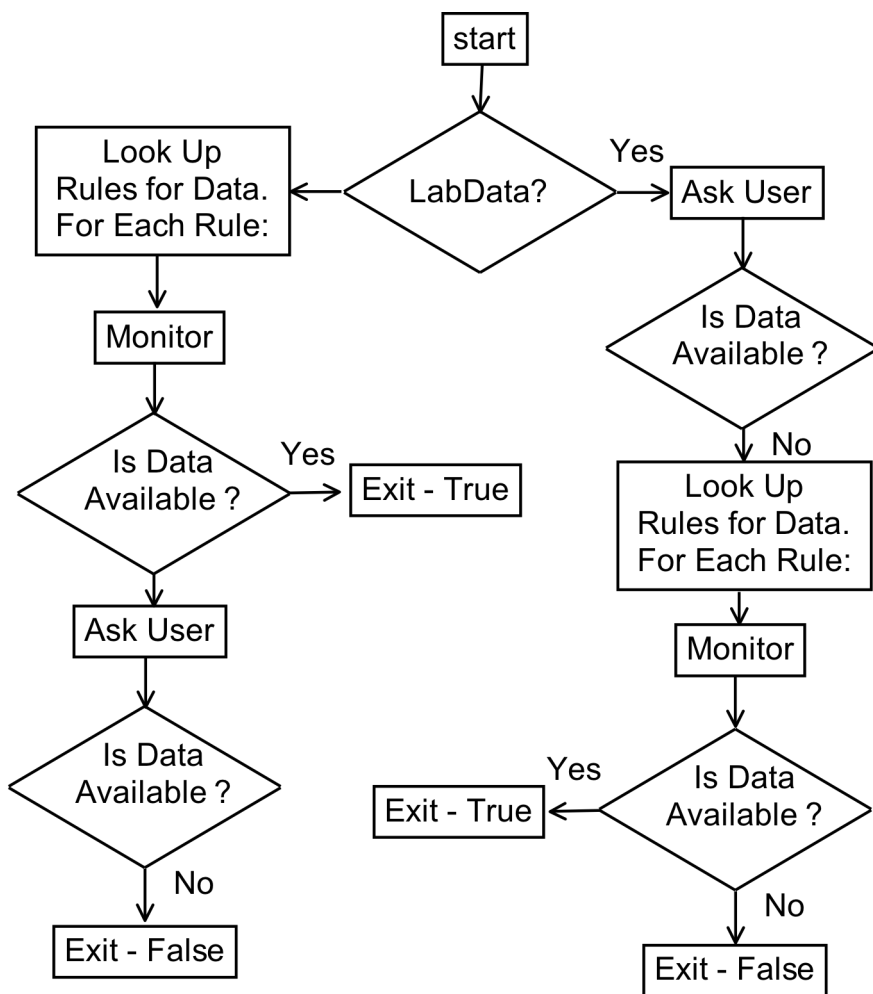 start
LabData?
Look Up
Rules for Data.
For Each Rule:
Monitor
Is Data
Available ?
Yes
Exit - True
Ask User
Is Data
Available ?
No
Exit - False
Yes
Ask User
Is Data
Available ?
No
Look Up
Rules for Data.
For Each Rule:
Monitor
Is Data
Available ?
Yes
Exit - True
No
Exit - False